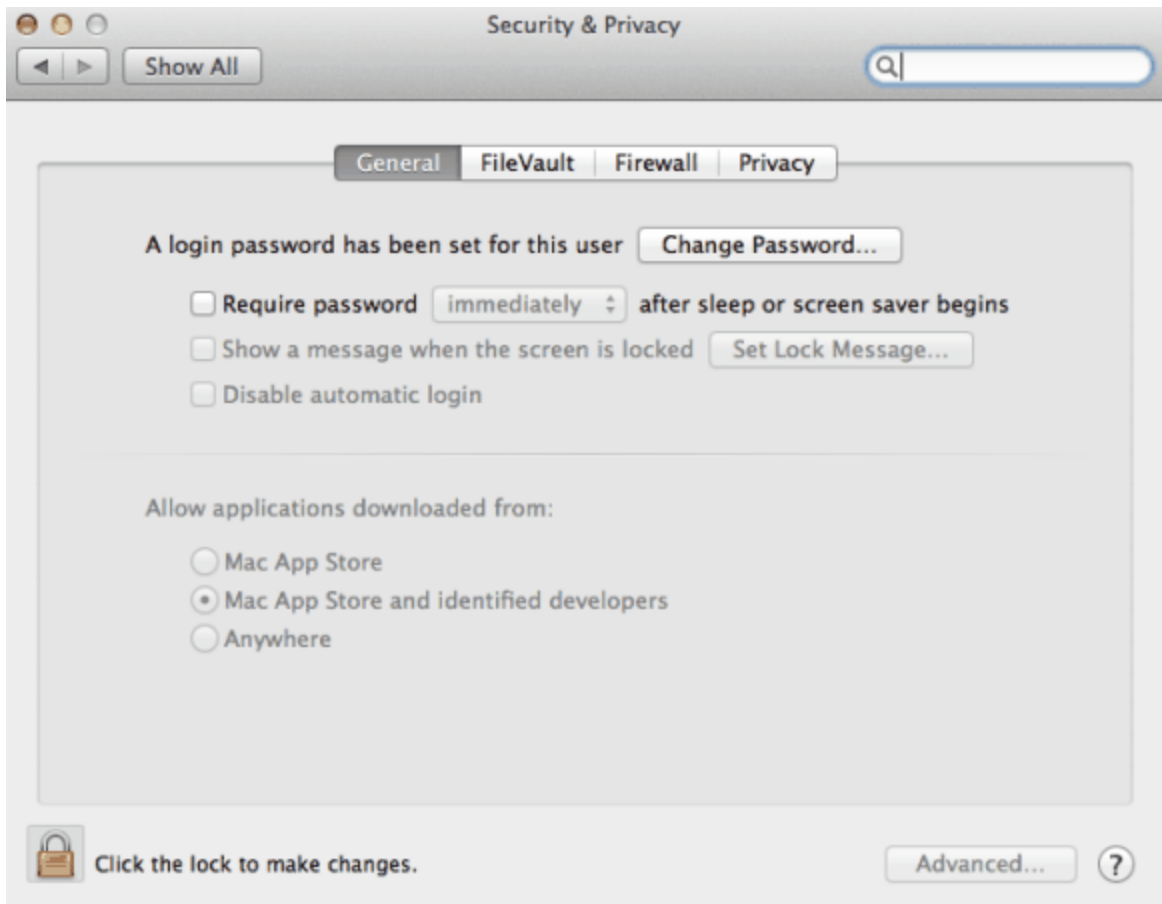 Security & Privacy
Show All
General FileVault Firewall Privacy
A login password has been set for this user Change Password...
Require password immediately after sleep or screen saver begins
Show a message when the screen is locked Set Lock Message...
Disable automatic login
Allow applications downloaded from:
Mac App Store
Mac App Store and identified developers
Anywhere
Click the lock to make changes. Advanced... ?